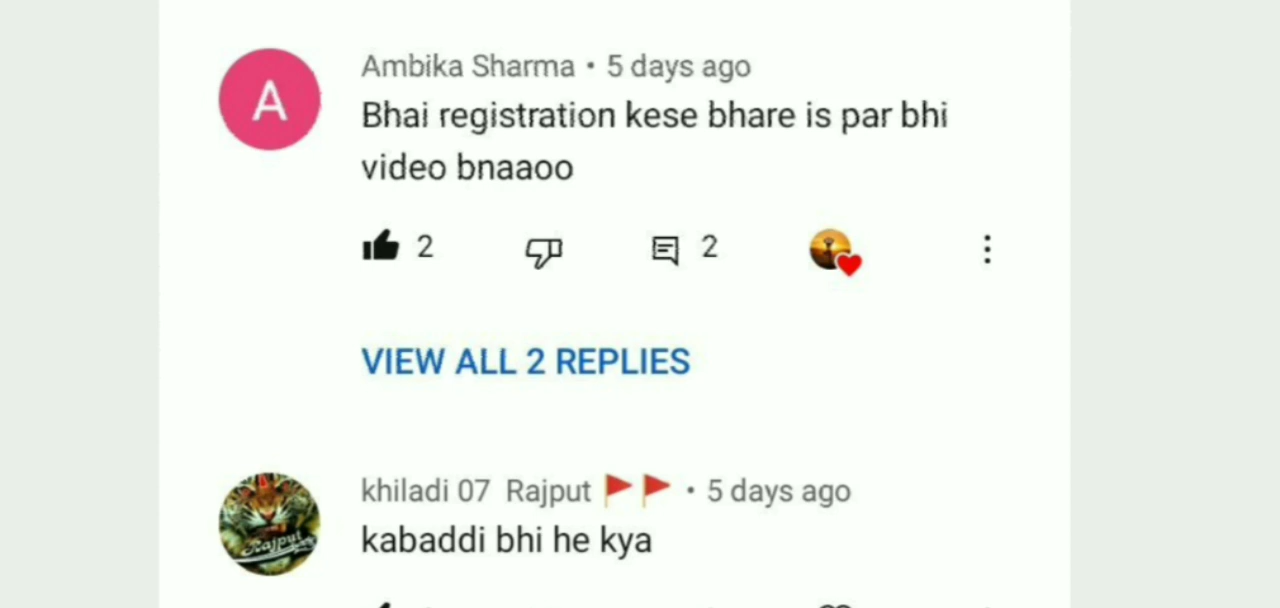 A
Ambika Sharma • 5 days ago
Bhai registration kese bhare is par bhi
video bnaaoo
2
2
VIEW ALL 2 REPLIES
Rajput
khiladi 07 Rajput 🚩🚩 • 5 days ago
kabaddi bhi he kya